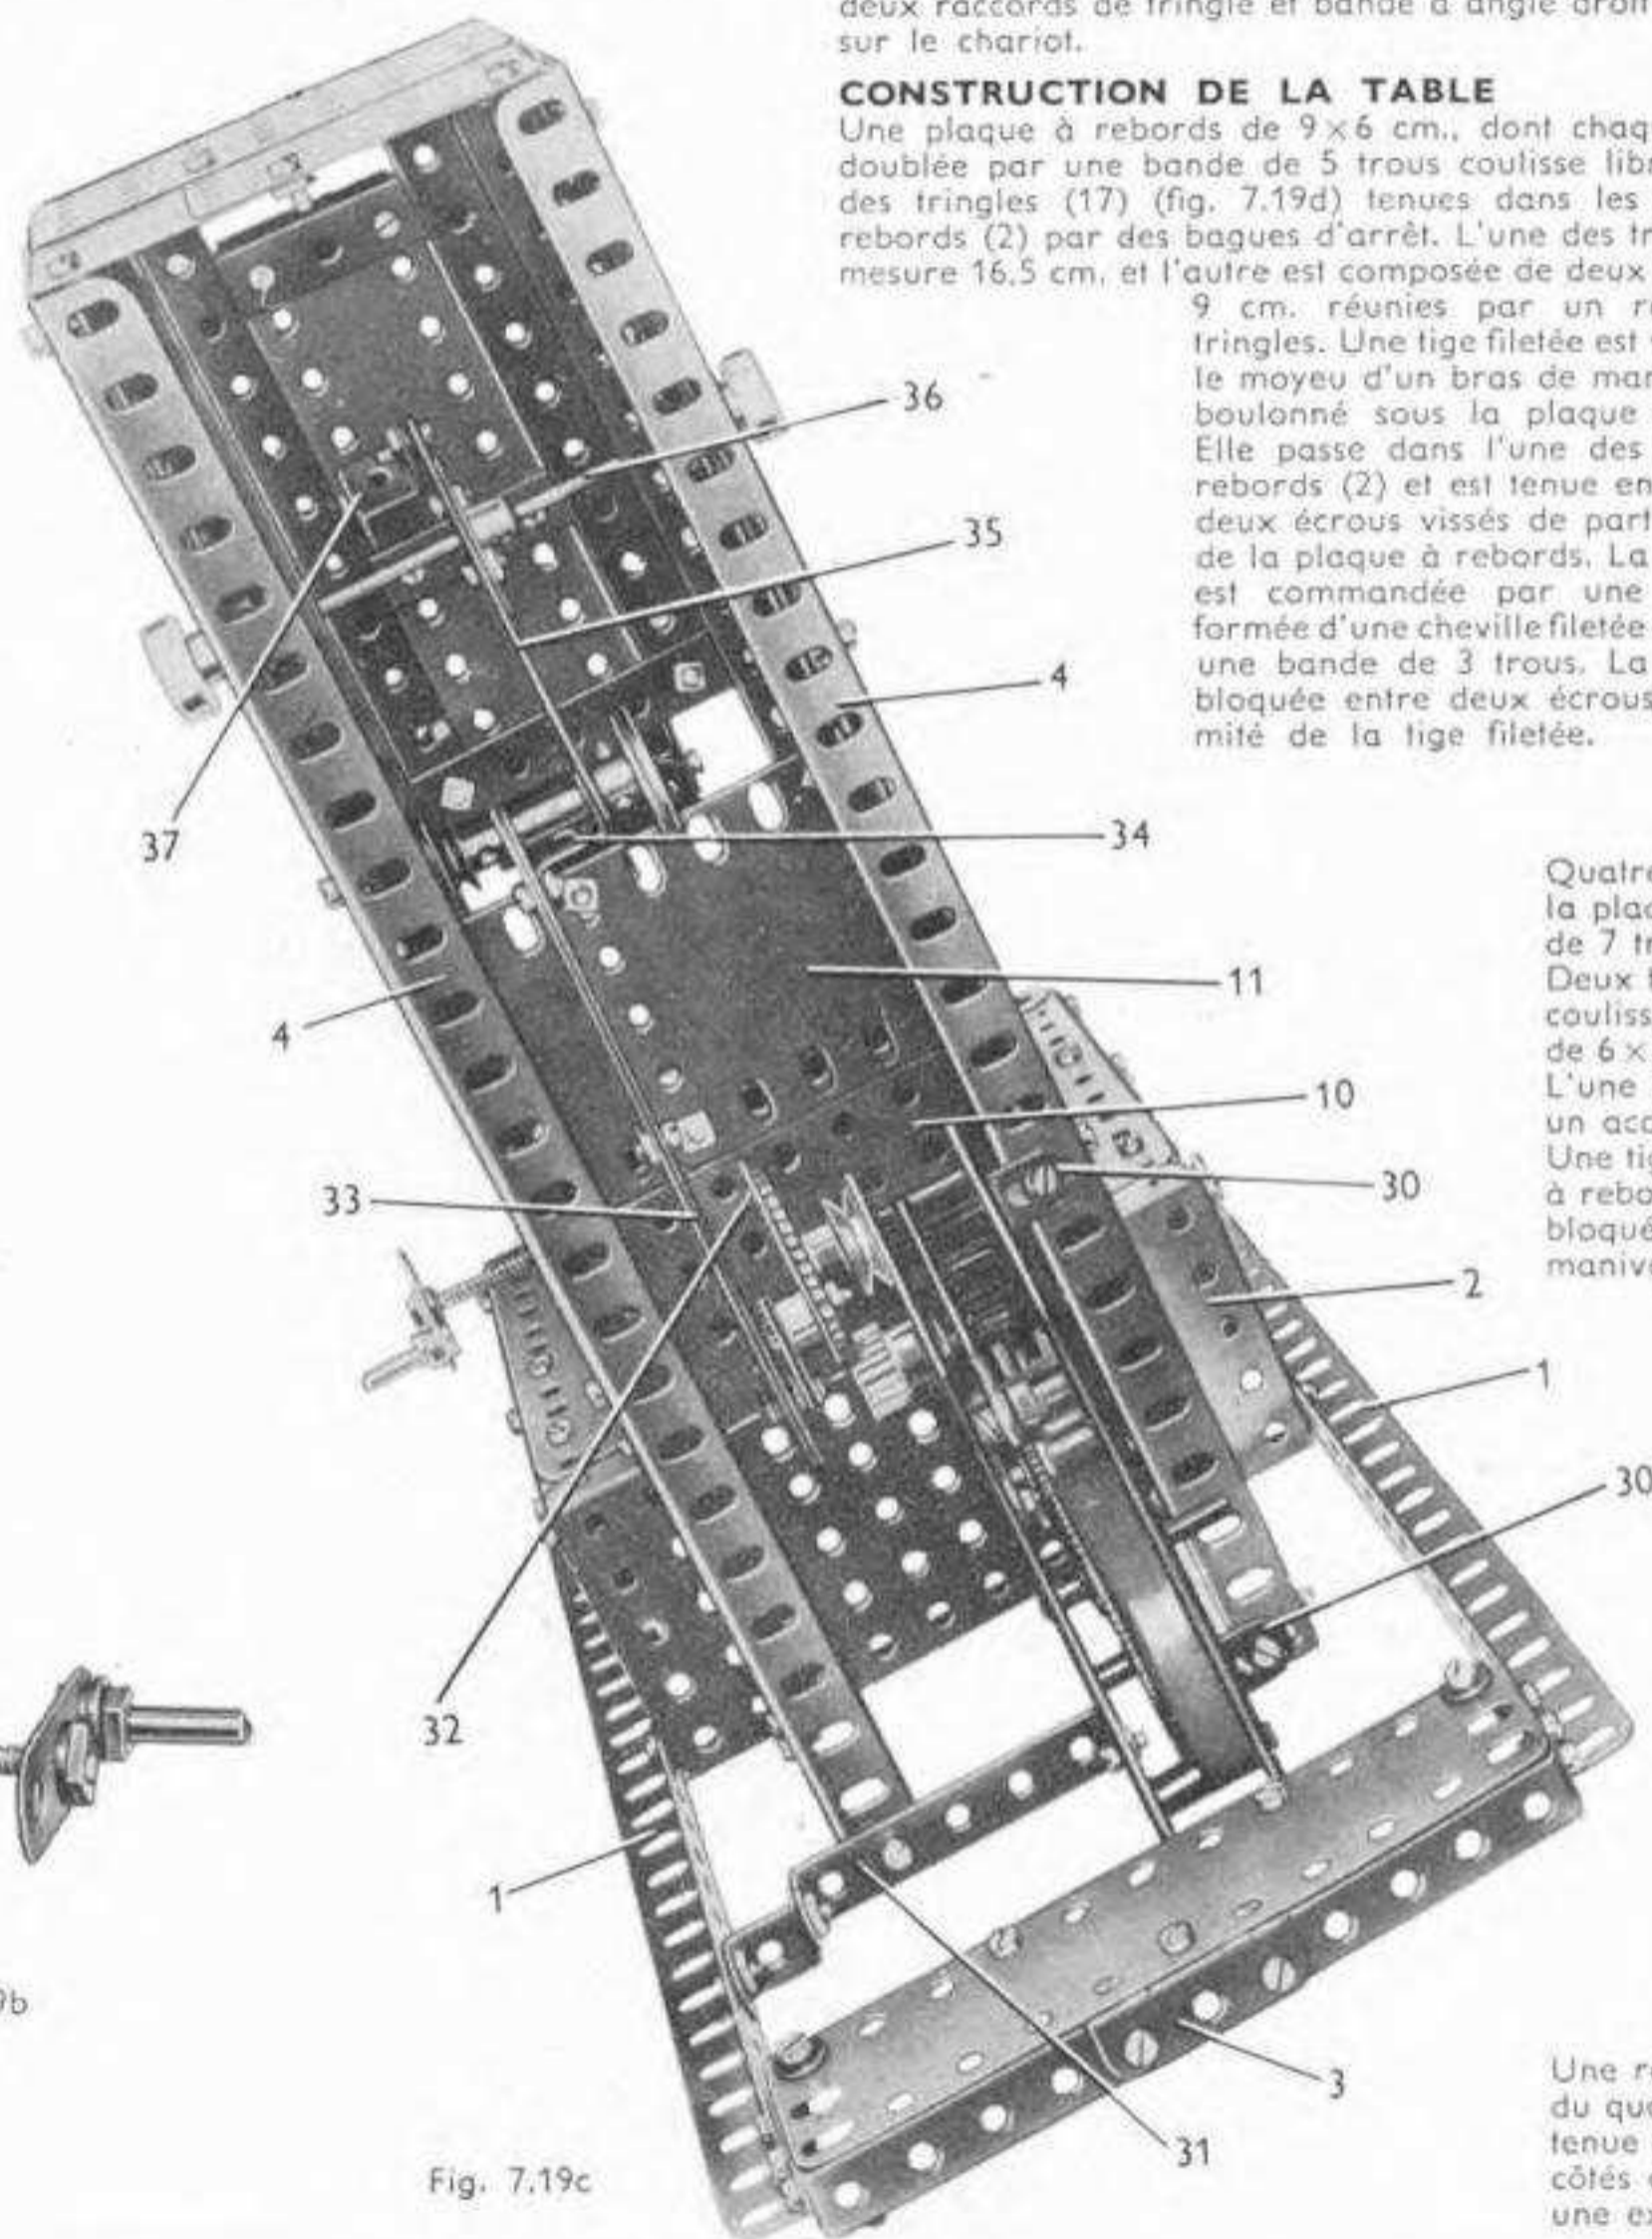 deux raccords de tringle et bande à angle droit
sur le chariot.
CONSTRUCTION DE LA TABLE
Une plaque à rebords de 9×6 cm., dont chaq
doublée par une bande de 5 trous coulisse lib
des tringles (17) (fig. 7.19d) tenues dans les
rebords (2) par des bagues d'arrêt. L'une des tr
mesure 16,5 cm. et l'autre est composée de deux
9 cm. réunies par un r
tringles. Une tige filetée est
le moyeu d'un bras de mar
boulonné sous la plaque
Elle passe dans l'une des
rebords (2) et est tenue en
deux écrous vissés de part
de la plaque à rebords. La
est commandée par une
formée d'une cheville filetée
une bande de 3 trous. La
bloquée entre deux écrous
mité de la tige filetée.
36
35
4
37
34
Quatre
la plac
de 7 tr
Deux
couliss
de 6×
L'une
un acc
Une tig
à rebo
bloqué
manive
4
11
10
33
30
2
1
30
32
1
9b
3
31
Fig. 7.19c
Une r
du que
tenue
côtés
une ex